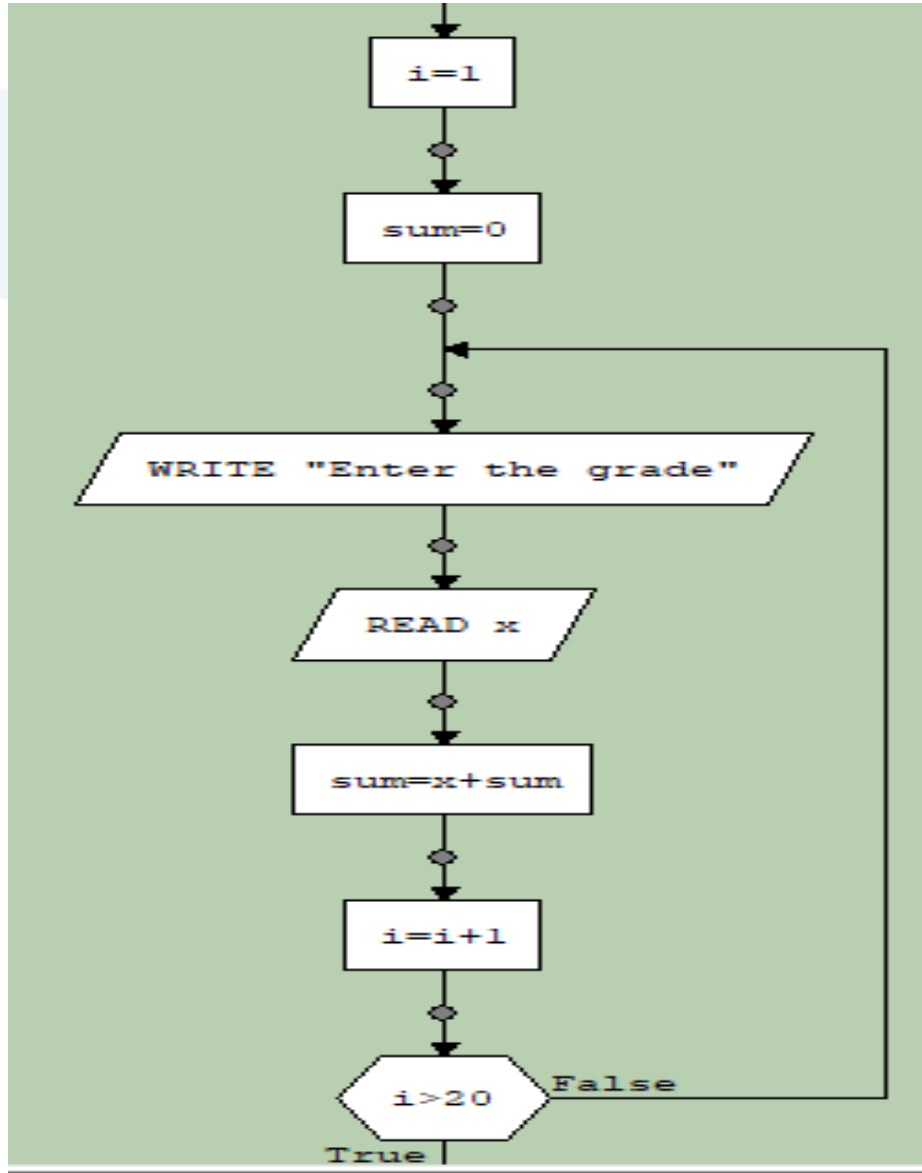 i=1
sum=0
WRITE "Enter the grade"
READ x
sum=x+sum
i=i+1
i>20
False
True